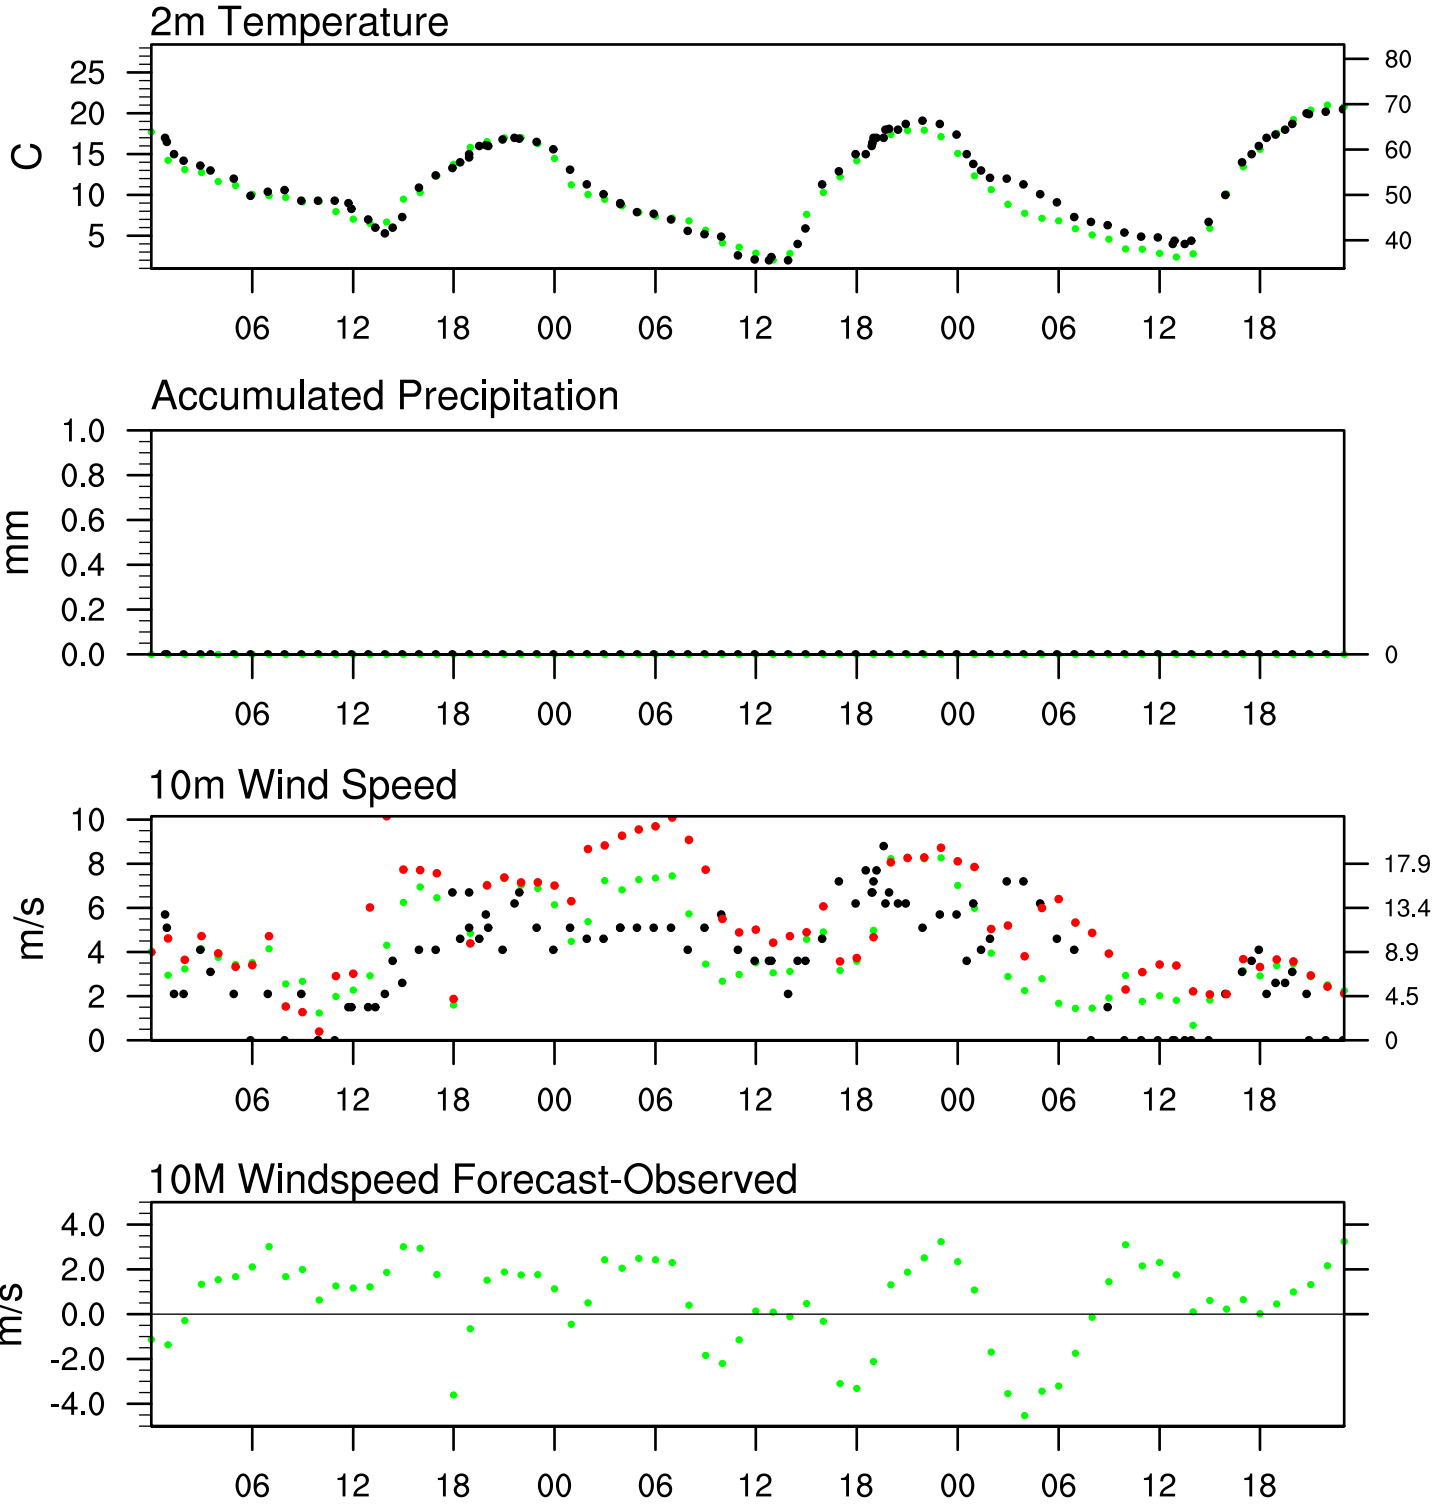 2m Temperature
25 80
20 70
15 60
10 50
5 40
C
06 12 18 00 06 12 18 00 06 12 18
Accumulated Precipitation
1.0
0.8
0.6
0.4
0.2
0.0 0
mm
06 12 18 00 06 12 18 00 06 12 18
10m Wind Speed
10
8 17.9
6 13.4
4 8.9
2 4.5
0 0
m/s
06 12 18 00 06 12 18 00 06 12 18
10M Windspeed Forecast-Observed
4.0
2.0
0.0
-2.0
-4.0
m/s
06 12 18 00 06 12 18 00 06 12 18